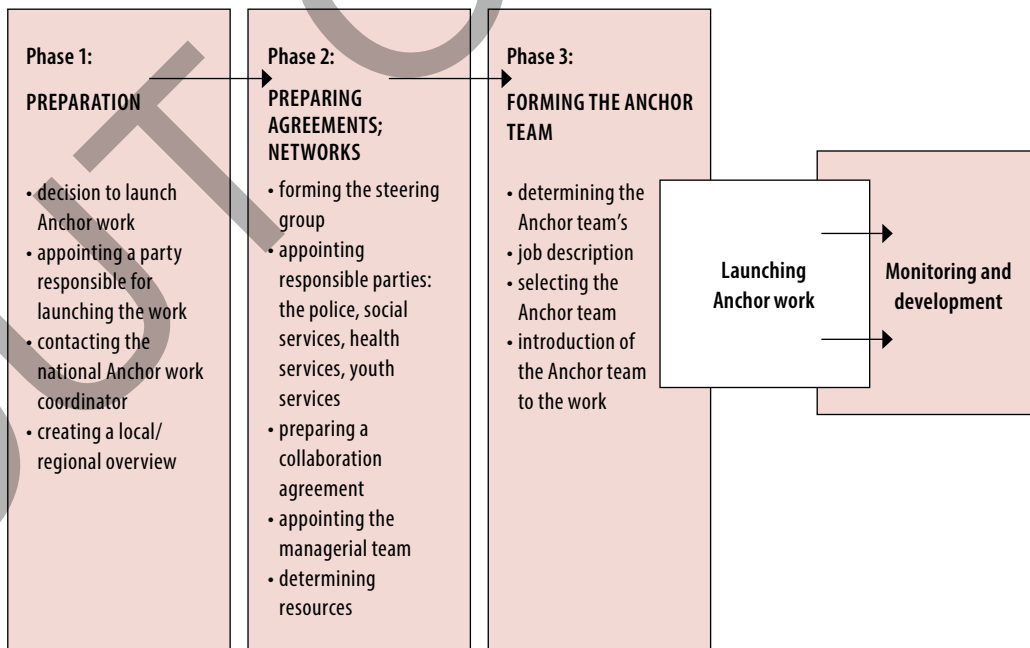 Phase 1:
PREPARATION
• decision to launch
Anchor work
• appointing a party
responsible for
launching the work
• contacting the
national Anchor work
coordinator
• creating a local/
regional overview
Phase 2:
PREPARING
AGREEMENTS;
NETWORKS
• forming the steering
group
• appointing
responsible parties:
the police, social
services, health
services, youth
services
• preparing a
collaboration
agreement
• appointing the
managerial team
• determining
resources
Phase 3:
FORMING THE ANCHOR
TEAM
• determining the
Anchor team’s
• job description
• selecting the
Anchor team
• introduction of
the Anchor team
to the work
Launching
Anchor work
Monitoring and
development